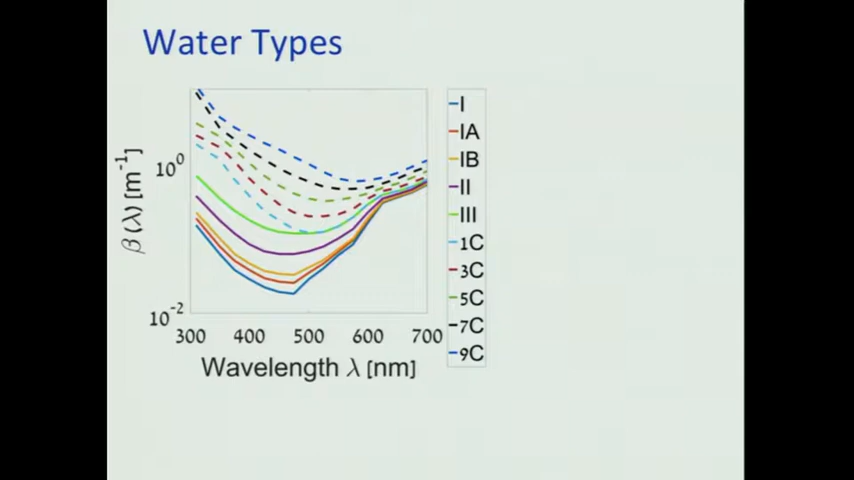 Water Types
β (λ) [m⁻¹]
10⁰
10⁻²
300 400 500 600 700
Wavelength λ [nm]
I
IA
IB
II
III
1C
3C
5C
7C
9C